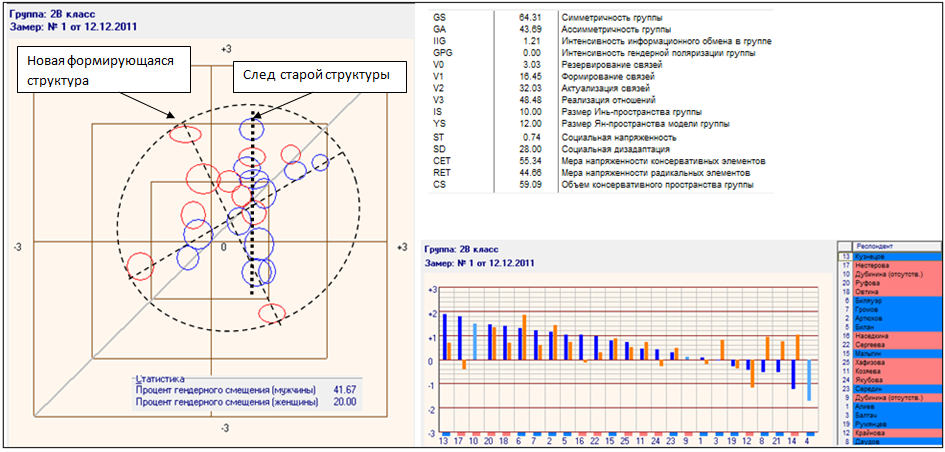 Группа: 2В класс
Замер: № 1 от 12.12.2011
+3
Новая формирующаяся
структура
След старой структуры
-3
0
+3
Статистика
Процент гендерного смещения (мужчины) 41.67
Процент гендерного смещения (женщины) 20.00
-3
GS 64.31 Симметричность группы
GA 43.69 Ассимметричность группы
IIG 1.21 Интенсивность информационного обмена в группе
GPG 0.00 Интенсивность гендерной поляризации группы
V0 3.03 Резервирование связей
V1 16.45 Формирование связей
V2 32.03 Актуализация связей
V3 48.48 Реализация отношений
IS 10.00 Размер Инь-пространства группы
YS 12.00 Размер Ян-пространства модели группы
ST 0.74 Социальная напряженность
SD 28.00 Социальная дизадаптация
CET 55.34 Мера напряженности консервативных элементов
RET 44.66 Мера напряженности радикальных элементов
CS 59.09 Объем консервативного пространства группы
Группа: 2В класс
Замер: № 1 от 12.12.2011
+3
+2
+1
0
-1
-2
-3
13 17 10 20 18 6 7 2 5 16 22 15 25 11 24 23 9 1 3 19 12 8 21 14 4
Респондент
13 Кузнецов
17 Нестерова
10 Дубинина (отсутств.)
20 Руфова
18 Овтина
6
7 Громов
2 Артюхов
5 Билан
16 Наседкина
22 Сергеева
15 Малыгин
25 Хафизова
11 Козяева
24 Якубова
23 Середин
9 Дубинина (отсутств.)
1 Алиев
3 Балтач
19 Румянцев
12 Крайнова
8 Даудов